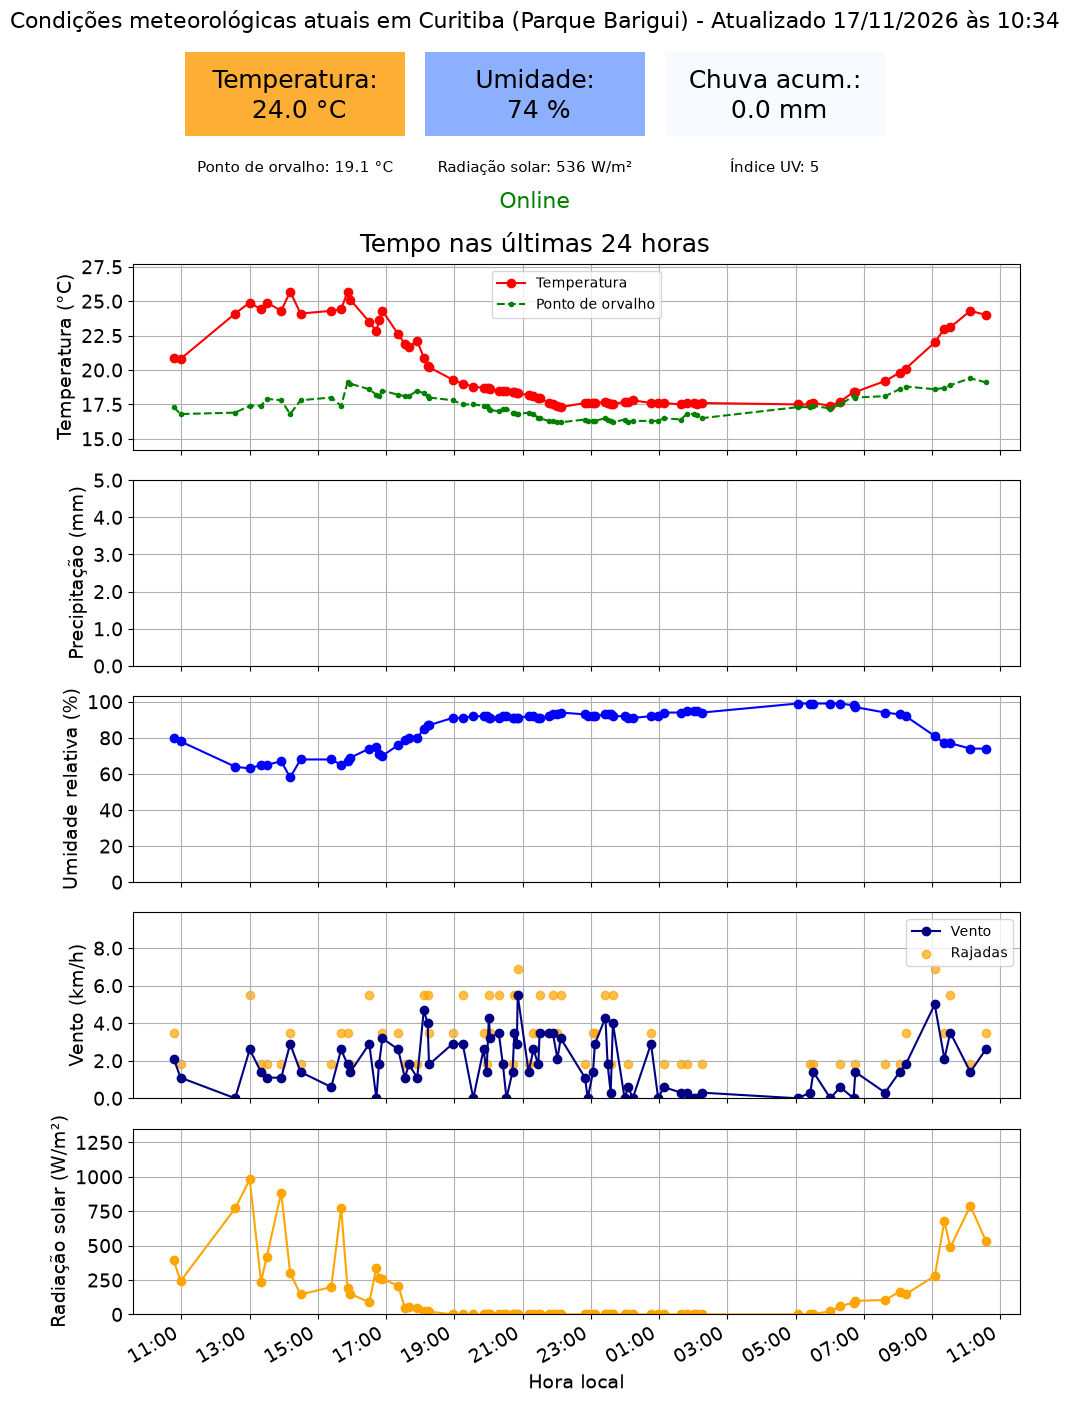 Condições meteorológicas atuais em Curitiba (Parque Barigui) - Atualizado 17/11/2026 às 10:34
Temperatura:
24.0 °C
Umidade:
74 %
Chuva acum.:
0.0 mm
Ponto de orvalho: 19.1 °C
Radiação solar: 536 W/m²
Índice UV: 5
Online
Tempo nas últimas 24 horas
Temperatura (°C)
27.5
25.0
22.5
20.0
17.5
15.0
Temperatura
Ponto de orvalho
Precipitação (mm)
5.0
4.0
3.0
2.0
1.0
0.0
Umidade relativa (%)
100
80
60
40
20
0
Vento (km/h)
8.0
6.0
4.0
2.0
0.0
Vento
Rajadas
Radiação solar (W/m²)
1250
1000
750
500
250
0
11:00
13:00
15:00
17:00
19:00
21:00
23:00
01:00
03:00
05:00
07:00
09:00
11:00
Hora local